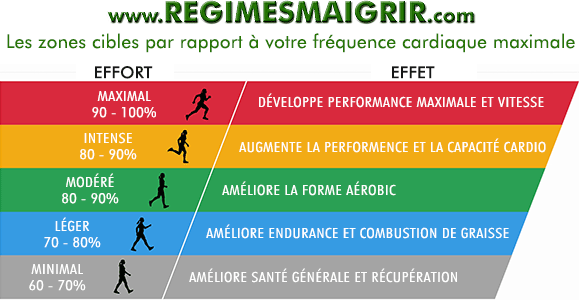 www.REGIMESMAIGRIR.com
Les zones cibles par rapport à votre fréquence cardiaque maximale
EFFORT EFFET
MAXIMAL
90 - 100%
DÉVELOPPE PERFORMANCE MAXIMALE ET VITESSE
INTENSE
80 - 90%
AUGMENTE LA PERFORMENCE ET LA CAPACITÉ CARDIO
MODÉRÉ
80 - 90%
AMÉLIORE LA FORME AÉROBIC
LÉGER
70 - 80%
AMÉLIORE ENDURANCE ET COMBUSTION DE GRAISSE
MINIMAL
60 - 70%
AMÉLIORE SANTÉ GÉNÉRALE ET RÉCUPÉRATION